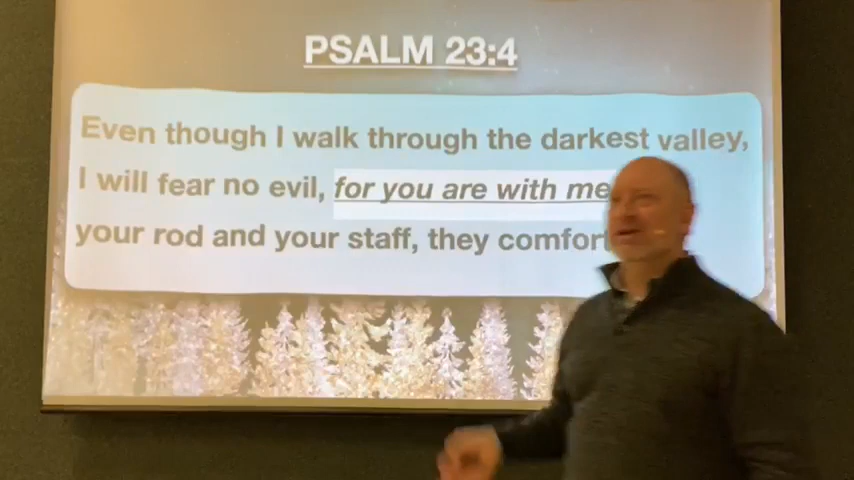 PSALM 23:4
Even though I walk through the darkest valley,
I will fear no evil, for you are with me
your rod and your staff, they comfort